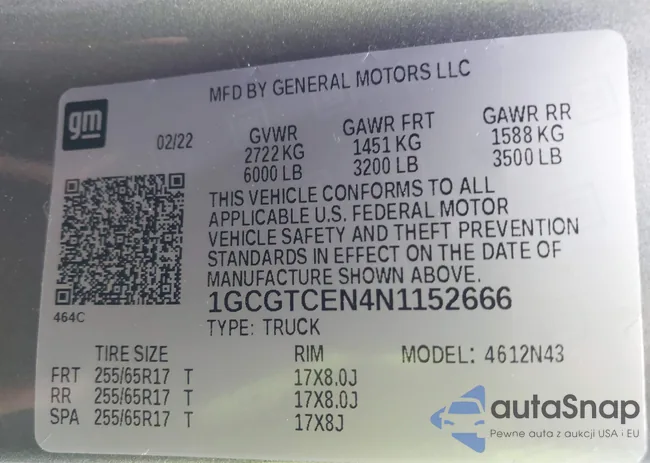 MFD BY GENERAL MOTORS LLC
gm
02/22
GVWR GAWR FRT GAWR RR
2722 KG 1451 KG 1588 KG
6000 LB 3200 LB 3500 LB
THIS VEHICLE CONFORMS TO ALL
APPLICABLE U.S. FEDERAL MOTOR
VEHICLE SAFETY AND THEFT PREVENTION
STANDARDS IN EFFECT ON THE DATE OF
MANUFACTURE SHOWN ABOVE.
464C
1GCGTCEN4N1152666
TYPE: TRUCK
TIRE SIZE RIM MODEL: 4612N43
FRT 255/65R17 T 17X8.0J
RR 255/65R17 T 17X8.0J
SPA 255/65R17 T 17X8J
autaSnap
Pewne auta z aukcji USA i EU